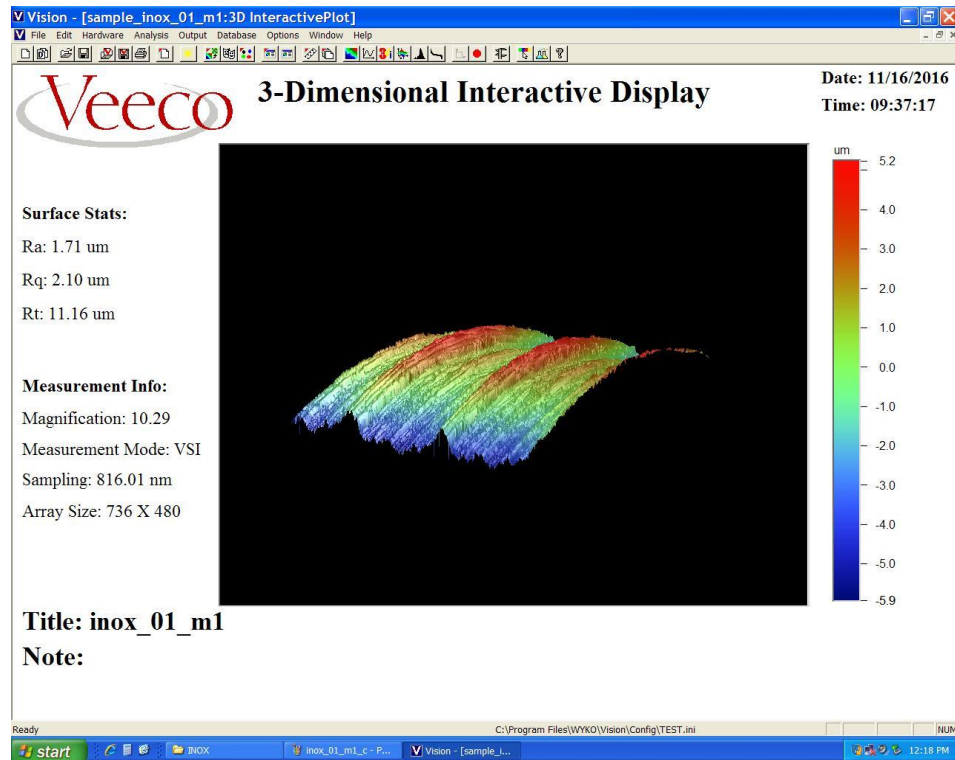 Vision - [sample_inox_01_m1:3D InteractivePlot]
File Edit Hardware Analysis Output Database Options Window Help
Veeco
3-Dimensional Interactive Display
Date: 11/16/2016
Time: 09:37:17
Surface Stats:
Ra: 1.71 um
Rq: 2.10 um
Rt: 11.16 um
Measurement Info:
Magnification: 10.29
Measurement Mode: VSI
Sampling: 816.01 nm
Array Size: 736 X 480
um
5.2
4.0
3.0
2.0
1.0
0.0
-1.0
-2.0
-3.0
-4.0
-5.0
-5.9
Title: inox_01_m1
Note:
Ready
C:\Program Files\WYKO\Vision\Config\TEST.ini
NUM
start
INOX
inox_01_m1_c - P...
Vision - [sample_i...
12:18 PM